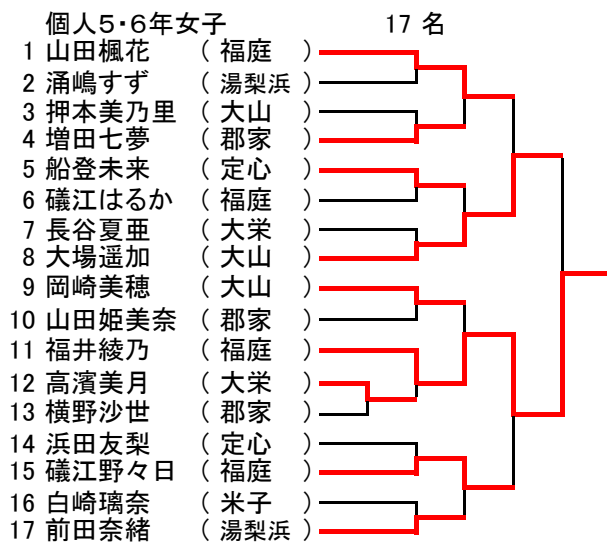 個人5・6年女子 17 名
1 山田楓花 ( 福庭 )
2 涌嶋すず ( 湯梨浜 )
3 押本美乃里 ( 大山 )
4 増田七夢 ( 郡家 )
5 船登未来 ( 定心 )
6 礒江はるか ( 福庭 )
7 長谷夏亜 ( 大栄 )
8 大場遥加 ( 大山 )
9 岡崎美穂 ( 大山 )
10 山田姫美奈 ( 郡家 )
11 福井綾乃 ( 福庭 )
12 高濱美月 ( 大栄 )
13 横野沙世 ( 郡家 )
14 浜田友梨 ( 定心 )
15 礒江野々日 ( 福庭 )
16 白崎璃奈 ( 米子 )
17 前田奈緒 ( 湯梨浜 )